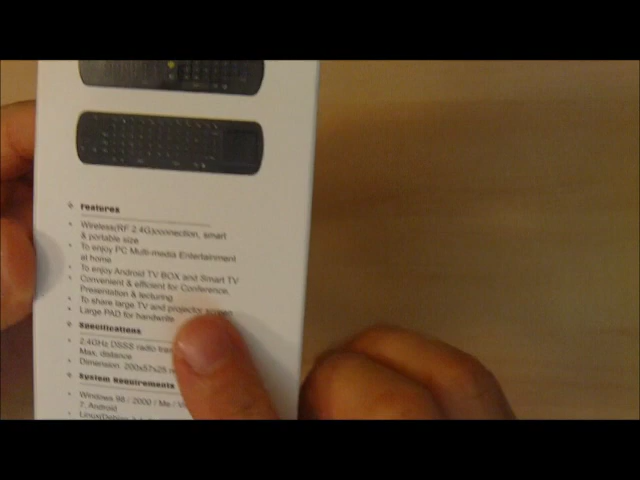 Features
Wireless(RF 2.4G)connection, smart
& portable size
To enjoy PC Multi-media Entertainment
at home
To enjoy Android TV BOX and Smart TV
Convenient & efficient for Conference,
Presentation & lecturing
To share large TV and projector screen
Large PAD for handwrite
Specifications
2.4GHz DSSS radio
Max. distance
Dimension
System Requirements
Windows 98 / 2000 / Me /
7, Android